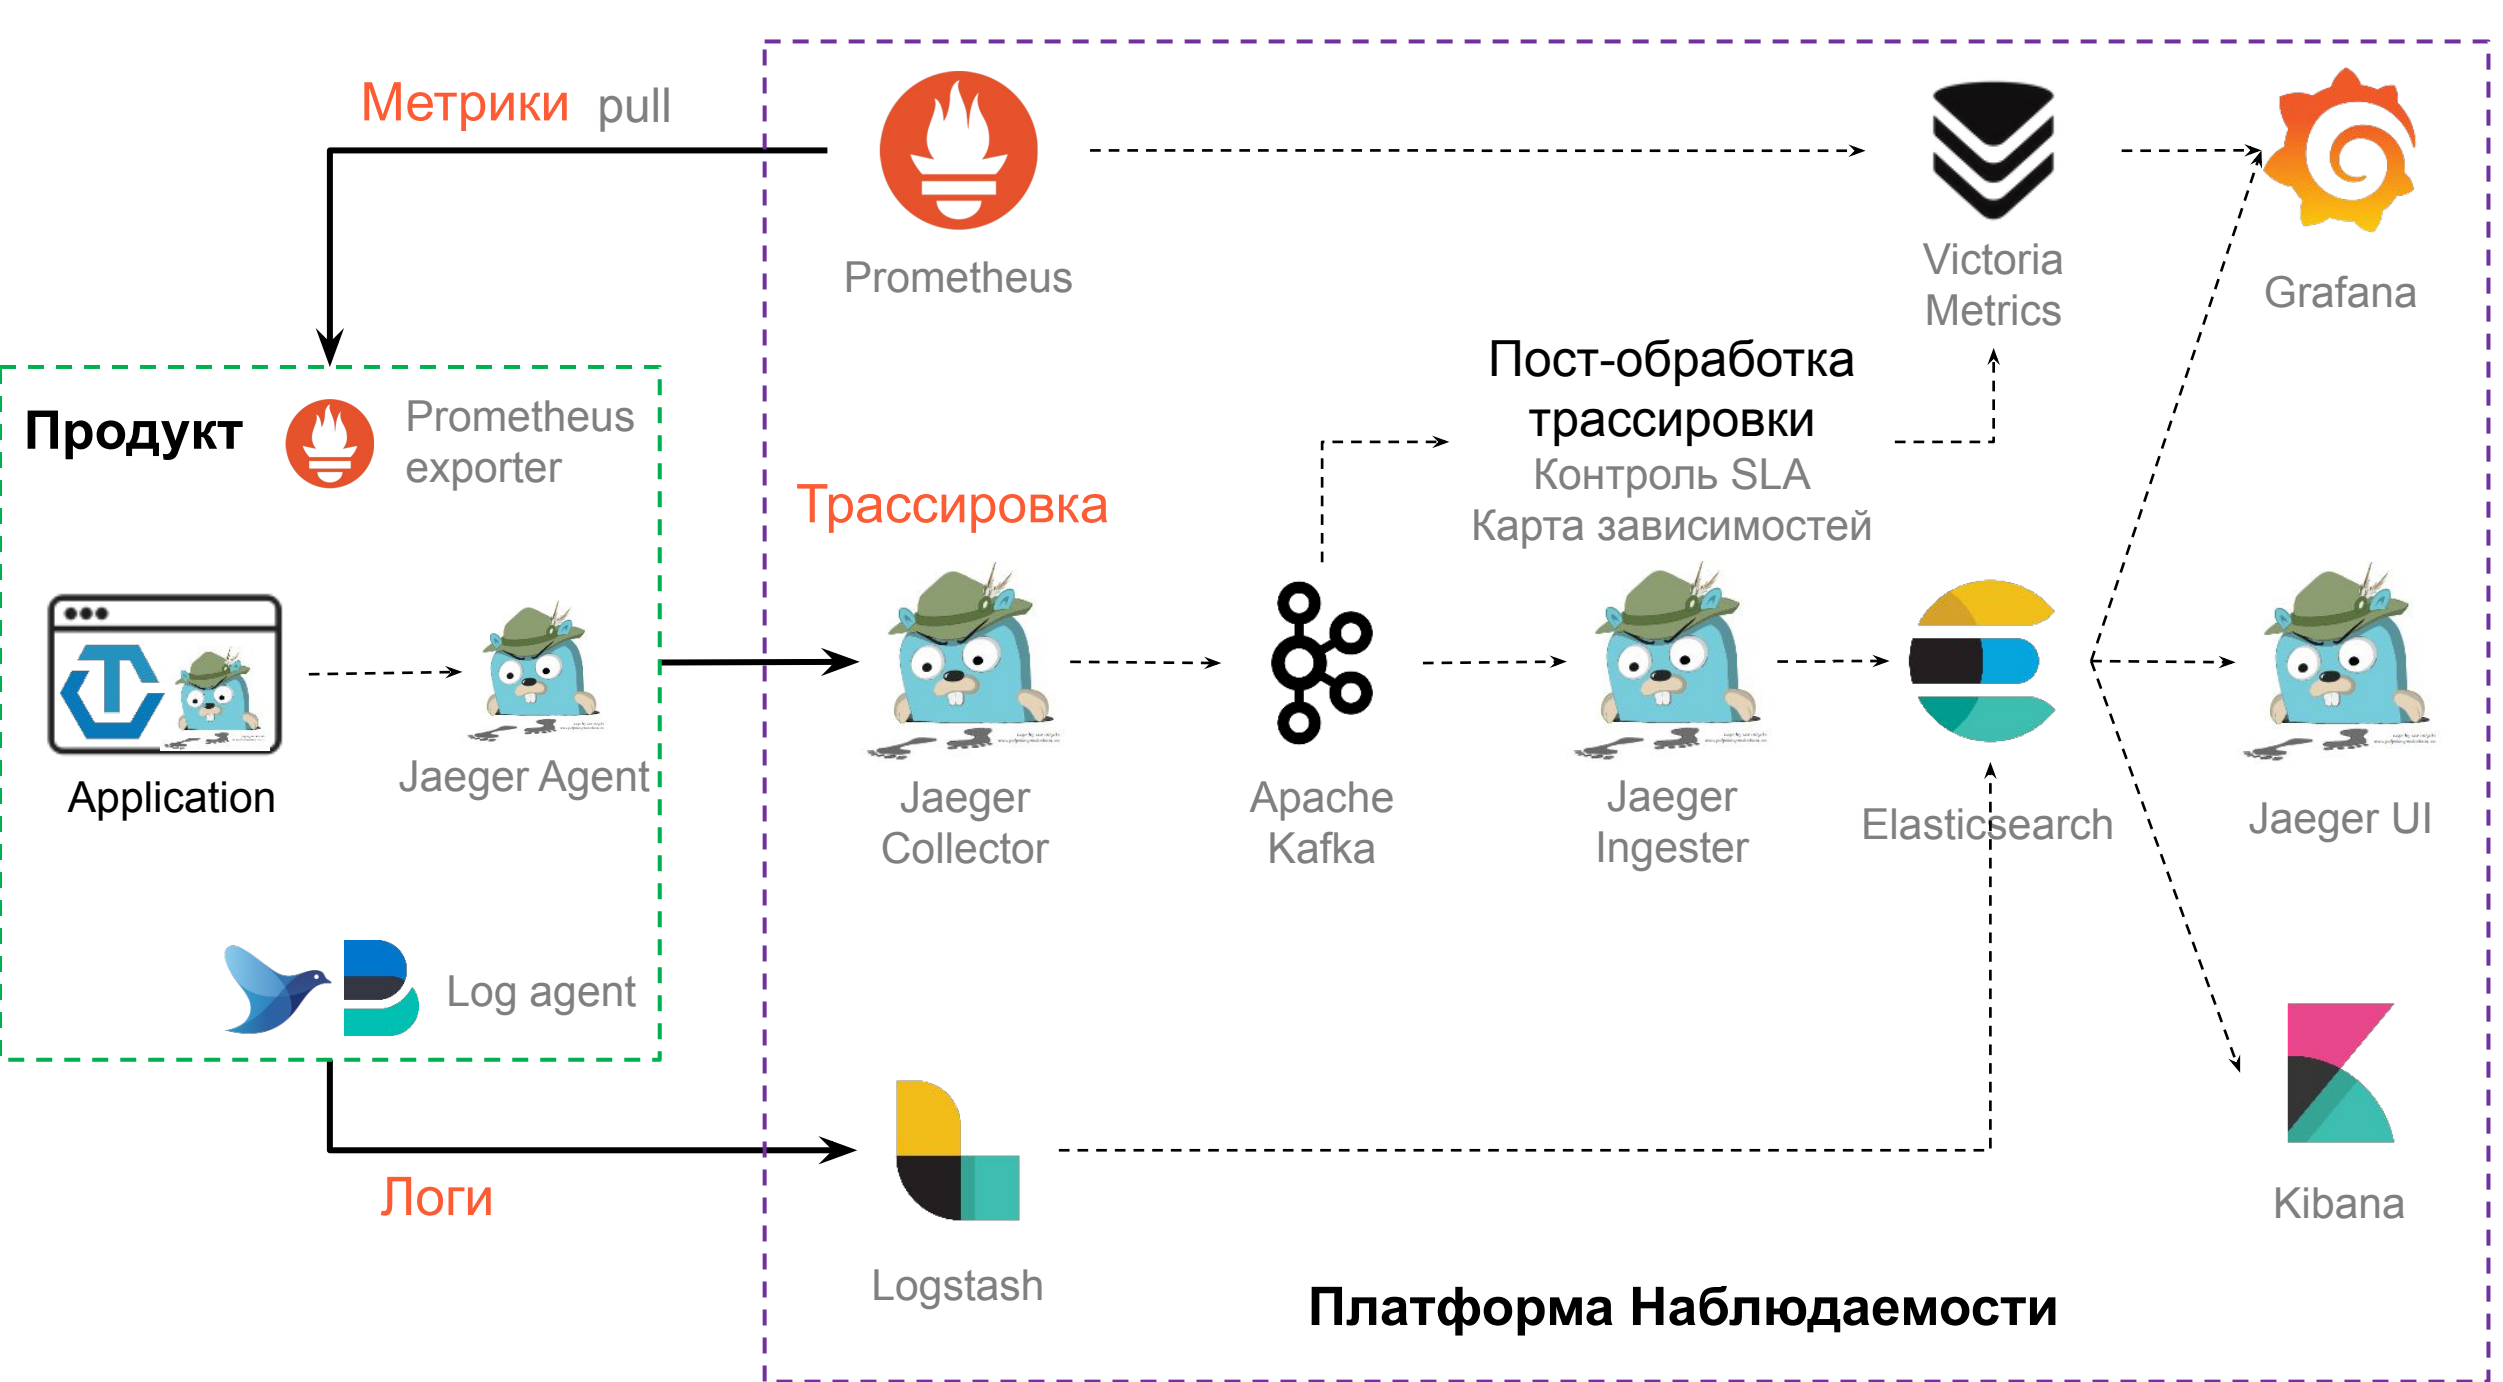 Метрики pull
Prometheus
Victoria
Metrics
Grafana
Продукт
Prometheus
exporter
Пост-обработка
трассировки
Контроль SLA
Карта зависимостей
Трассировка
Application
Jaeger Agent
Jaeger
Collector
Apache
Kafka
Jaeger
Ingester
Elasticsearch
Jaeger UI
Log agent
Логи
Logstash
Kibana
Платформа Наблюдаемости